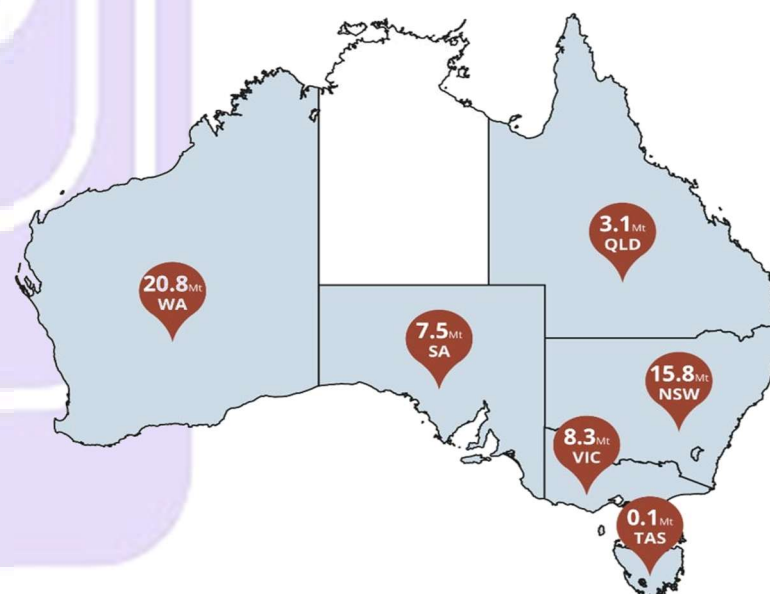 3.1Mt
QLD
20.8Mt
WA
7.5Mt
SA
15.8Mt
NSW
8.3Mt
VIC
0.1Mt
TAS